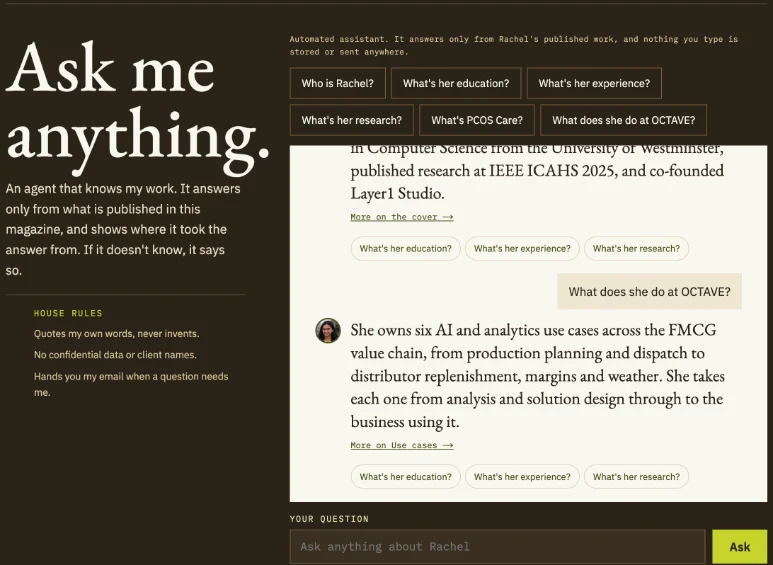 Ask me
anything.
An agent that knows my work. It answers
only from what is published in this
magazine, and shows where it took the
answer from. If it doesn't know, it says
so.
HOUSE RULES
Quotes my own words, never invents.
No confidential data or client names.
Hands you my email when a question needs
me.
Automated assistant. It answers only from Rachel's published work, and nothing you type is
stored or sent anywhere.
Who is Rachel? What's her education? What's her experience?
What's her research? What's PCOS Care? What does she do at OCTAVE?
in Computer Science from the University of Westminster,
published research at IEEE ICAHS 2025, and co-founded
Layer1 Studio.
More on the cover →
What's her education? What's her experience? What's her research?
What does she do at OCTAVE?
She owns six AI and analytics use cases across the FMCG
value chain, from production planning and dispatch to
distributor replenishment, margins and weather. She takes
each one from analysis and solution design through to the
business using it.
More on Use cases →
What's her education? What's her experience? What's her research?
YOUR QUESTION
Ask anything about Rachel
Ask